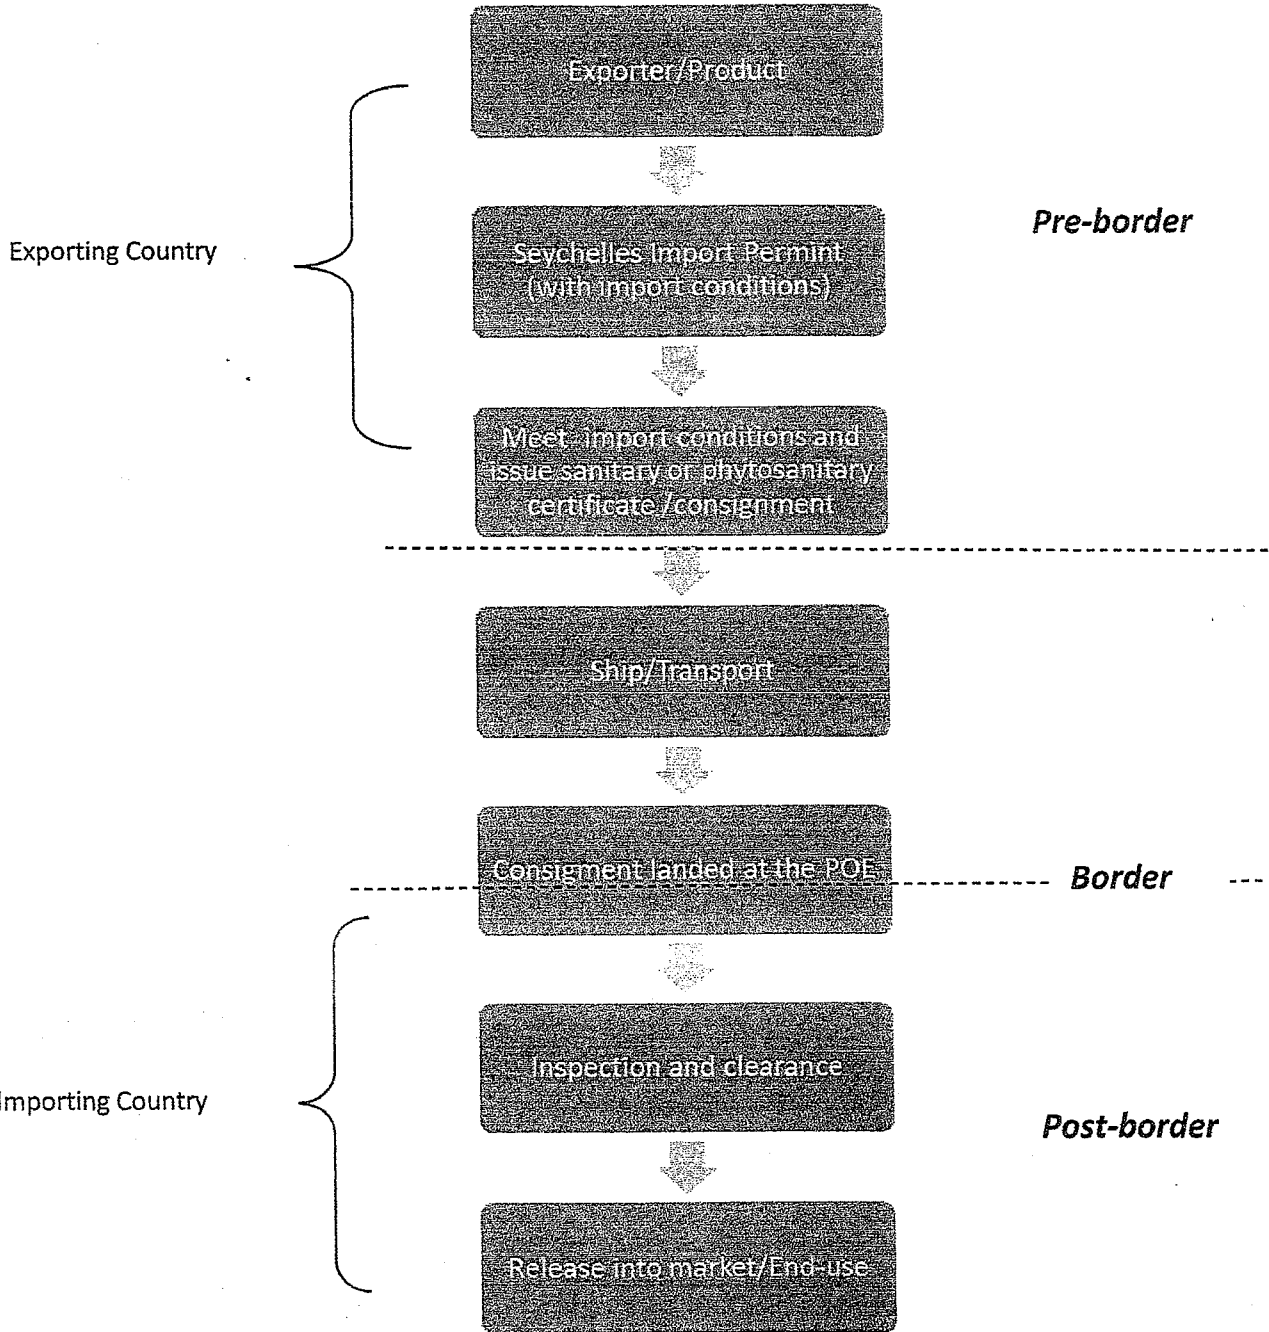 Exporter/Product
Pre-border
Exporting Country
Seychelles Import Permint
(with import conditions)
Meet import conditions and
issue sanitary or phytosanitary
certificate /consignment
Ship/Transport
Consigment landed at the POE
Border
Inspection and clearance
Importing Country
Post-border
Release into market/End-use